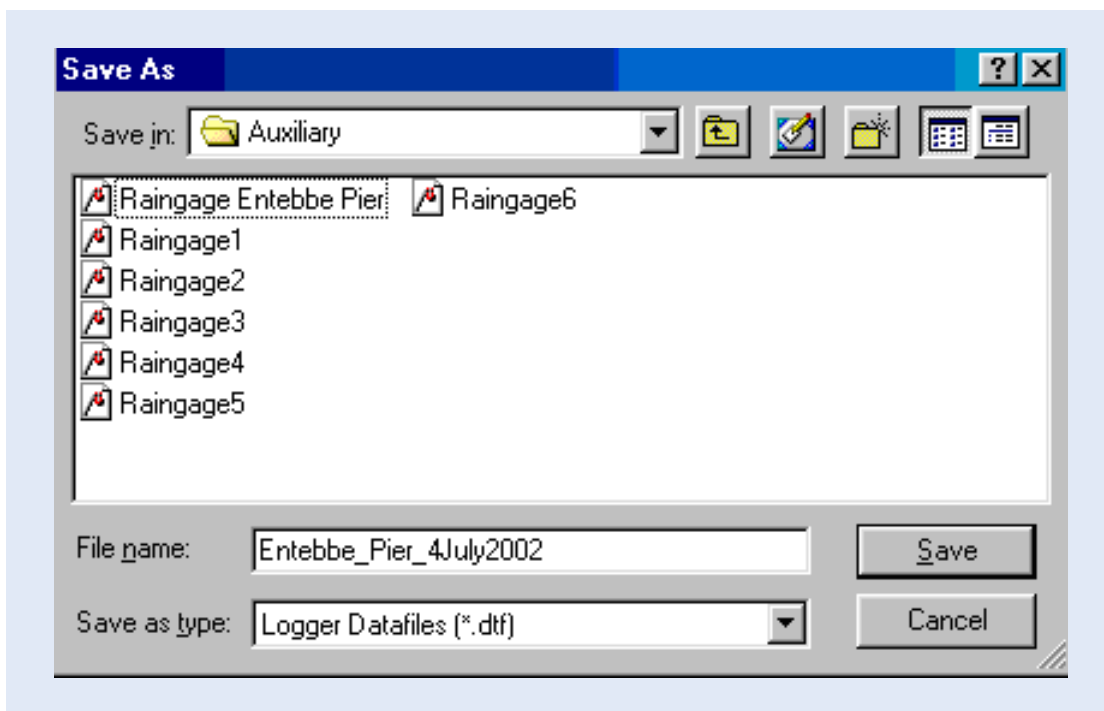 Save As
Save in: Auxiliary
Raingage Entebbe Pier Raingage6
Raingage1
Raingage2
Raingage3
Raingage4
Raingage5
File name: Entebbe_Pier_4July2002 Save
Save as type: Logger Datafiles (*.dtf) Cancel